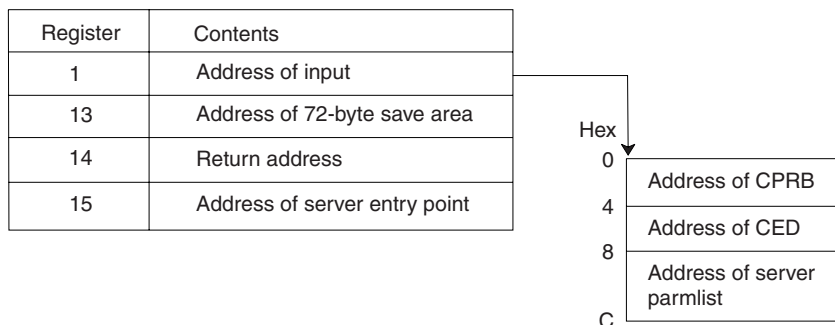 Register Contents
1 Address of input
13 Address of 72-byte save area
14 Return address
15 Address of server entry point
Hex
0
Address of CPRB
4
Address of CED
8
Address of server
parmlist
C